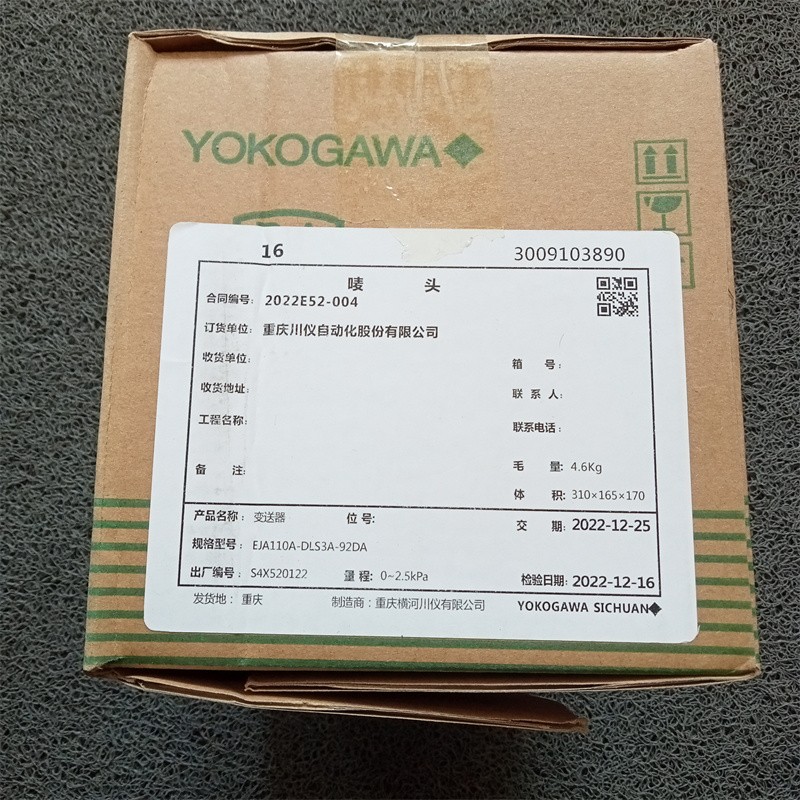 YOKOGAWA
16 3009103890
唛 头
合同编号: 2022E52-004
订货单位: 重庆川仪自动化股份有限公司
收货单位:
箱 号:
收货地址:
联 系 人:
工程名称:
联系电话:
备 注:
毛 量: 4.6Kg
体 积: 310×165×170
产品名称: 变送器 位号:
交 期: 2022-12-25
规格型号: EJA110A-DLS3A-92DA
出厂编号: S4X520122 量 程: 0~2.5kPa
检验日期: 2022-12-16
发货地: 重庆 制造商:重庆横河川仪有限公司 YOKOGAWA SICHUAN